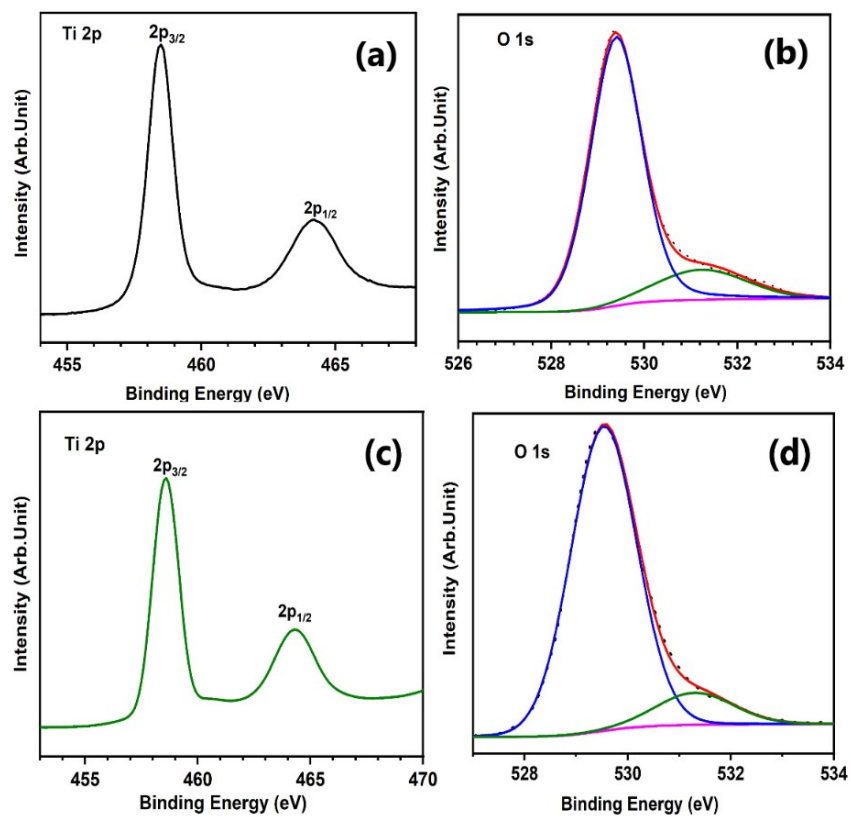 Ti 2p
2p3/2
(a)
2p1/2
Intensity (Arb.Unit)
455 460 465
Binding Energy (eV)
O 1s
(b)
Intensity (Arb.Unit)
526 528 530 532 534
Binding Energy (eV)
Ti 2p
(c)
2p3/2
2p1/2
Intensity (Arb.Unit)
455 460 465 470
Binding Energy (eV)
O 1s
(d)
Intensity (Arb.Unit)
528 530 532 534
Binding Energy (eV)